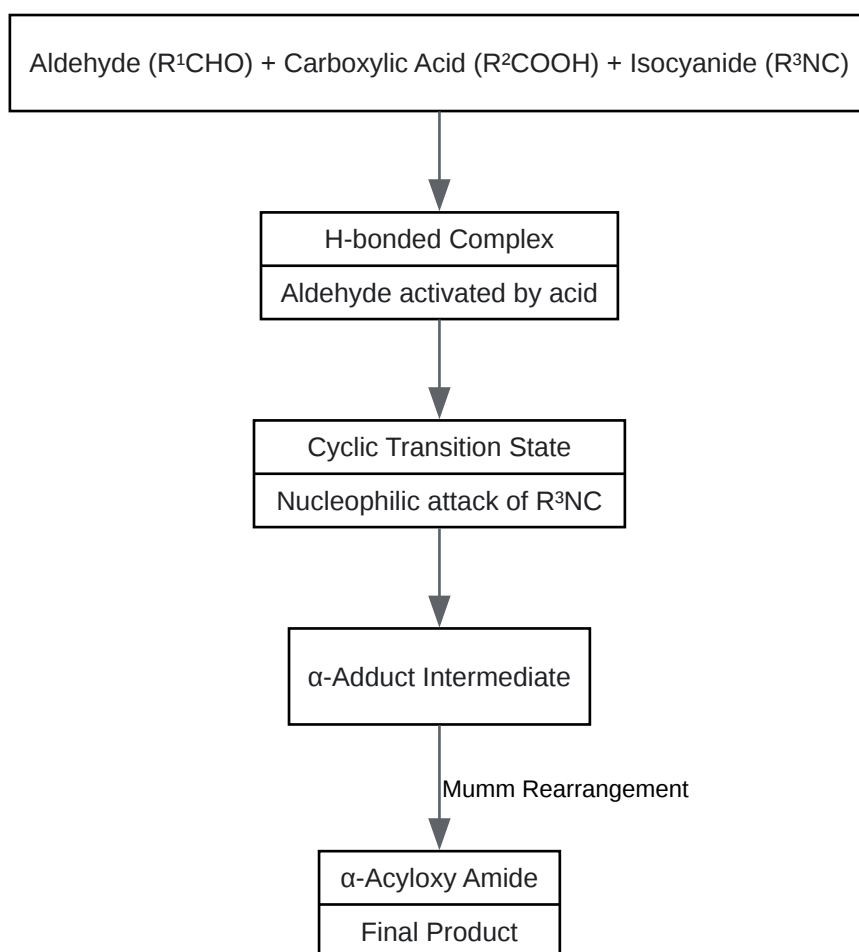 Aldehyde (R¹CHO) + Carboxylic Acid (R²COOH) + Isocyanide (R³NC)
H-bonded Complex
Aldehyde activated by acid
Cyclic Transition State
Nucleophilic attack of R³NC
α-Adduct Intermediate
Mumm Rearrangement
α-Acyloxy Amide
Final Product